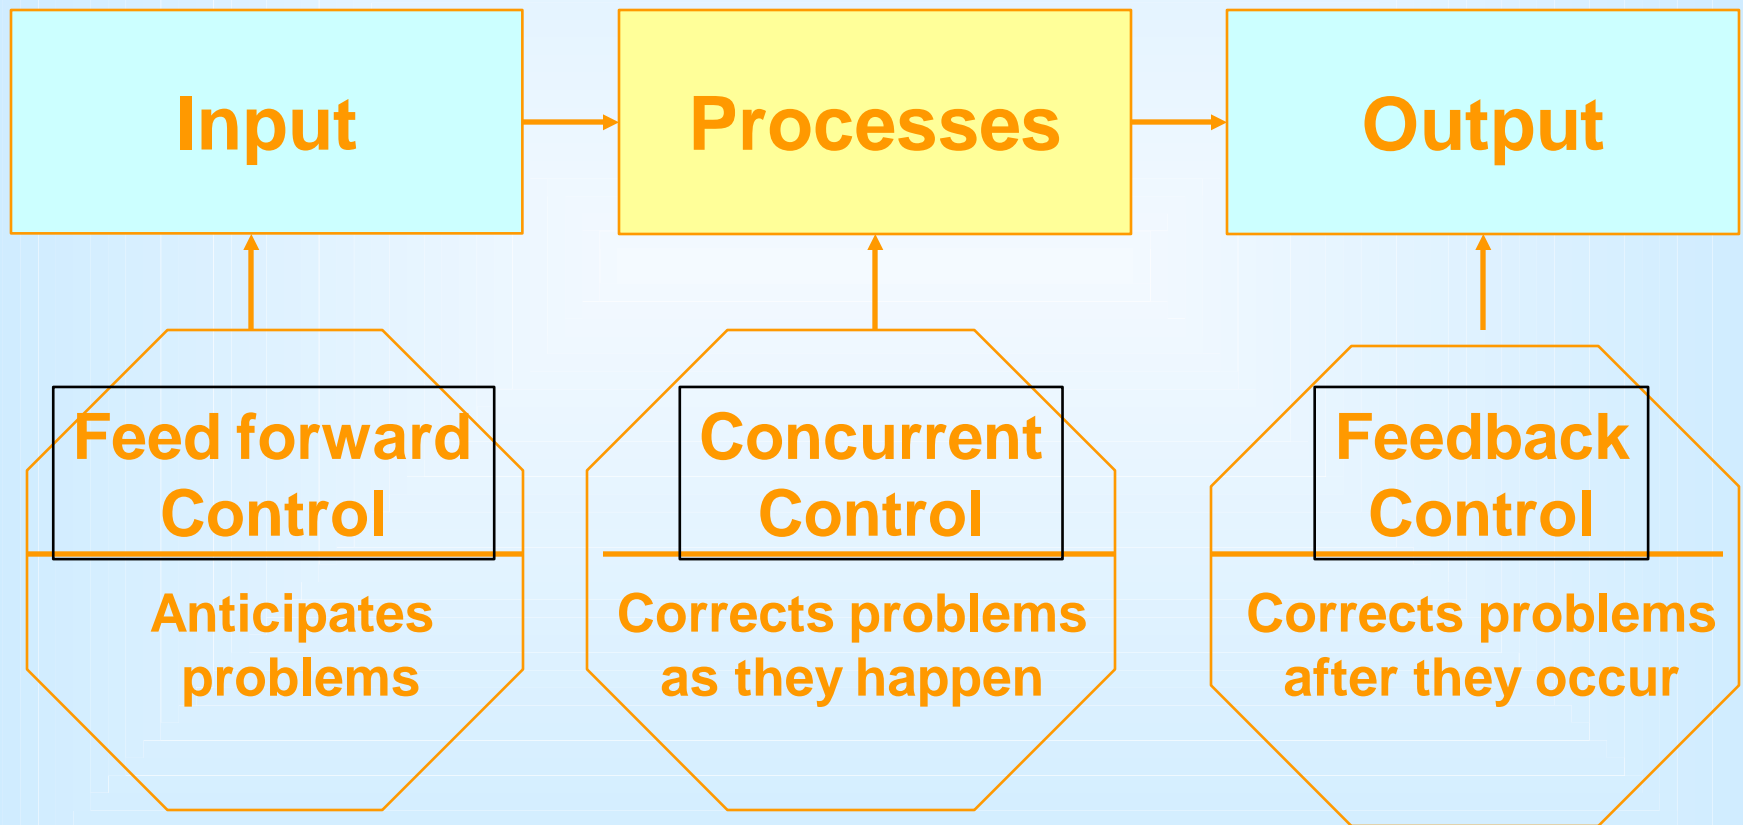 Input
Processes
Output
Feed forward
Control
Anticipates
problems
Concurrent
Control
Corrects problems
as they happen
Feedback
Control
Corrects problems
after they occur